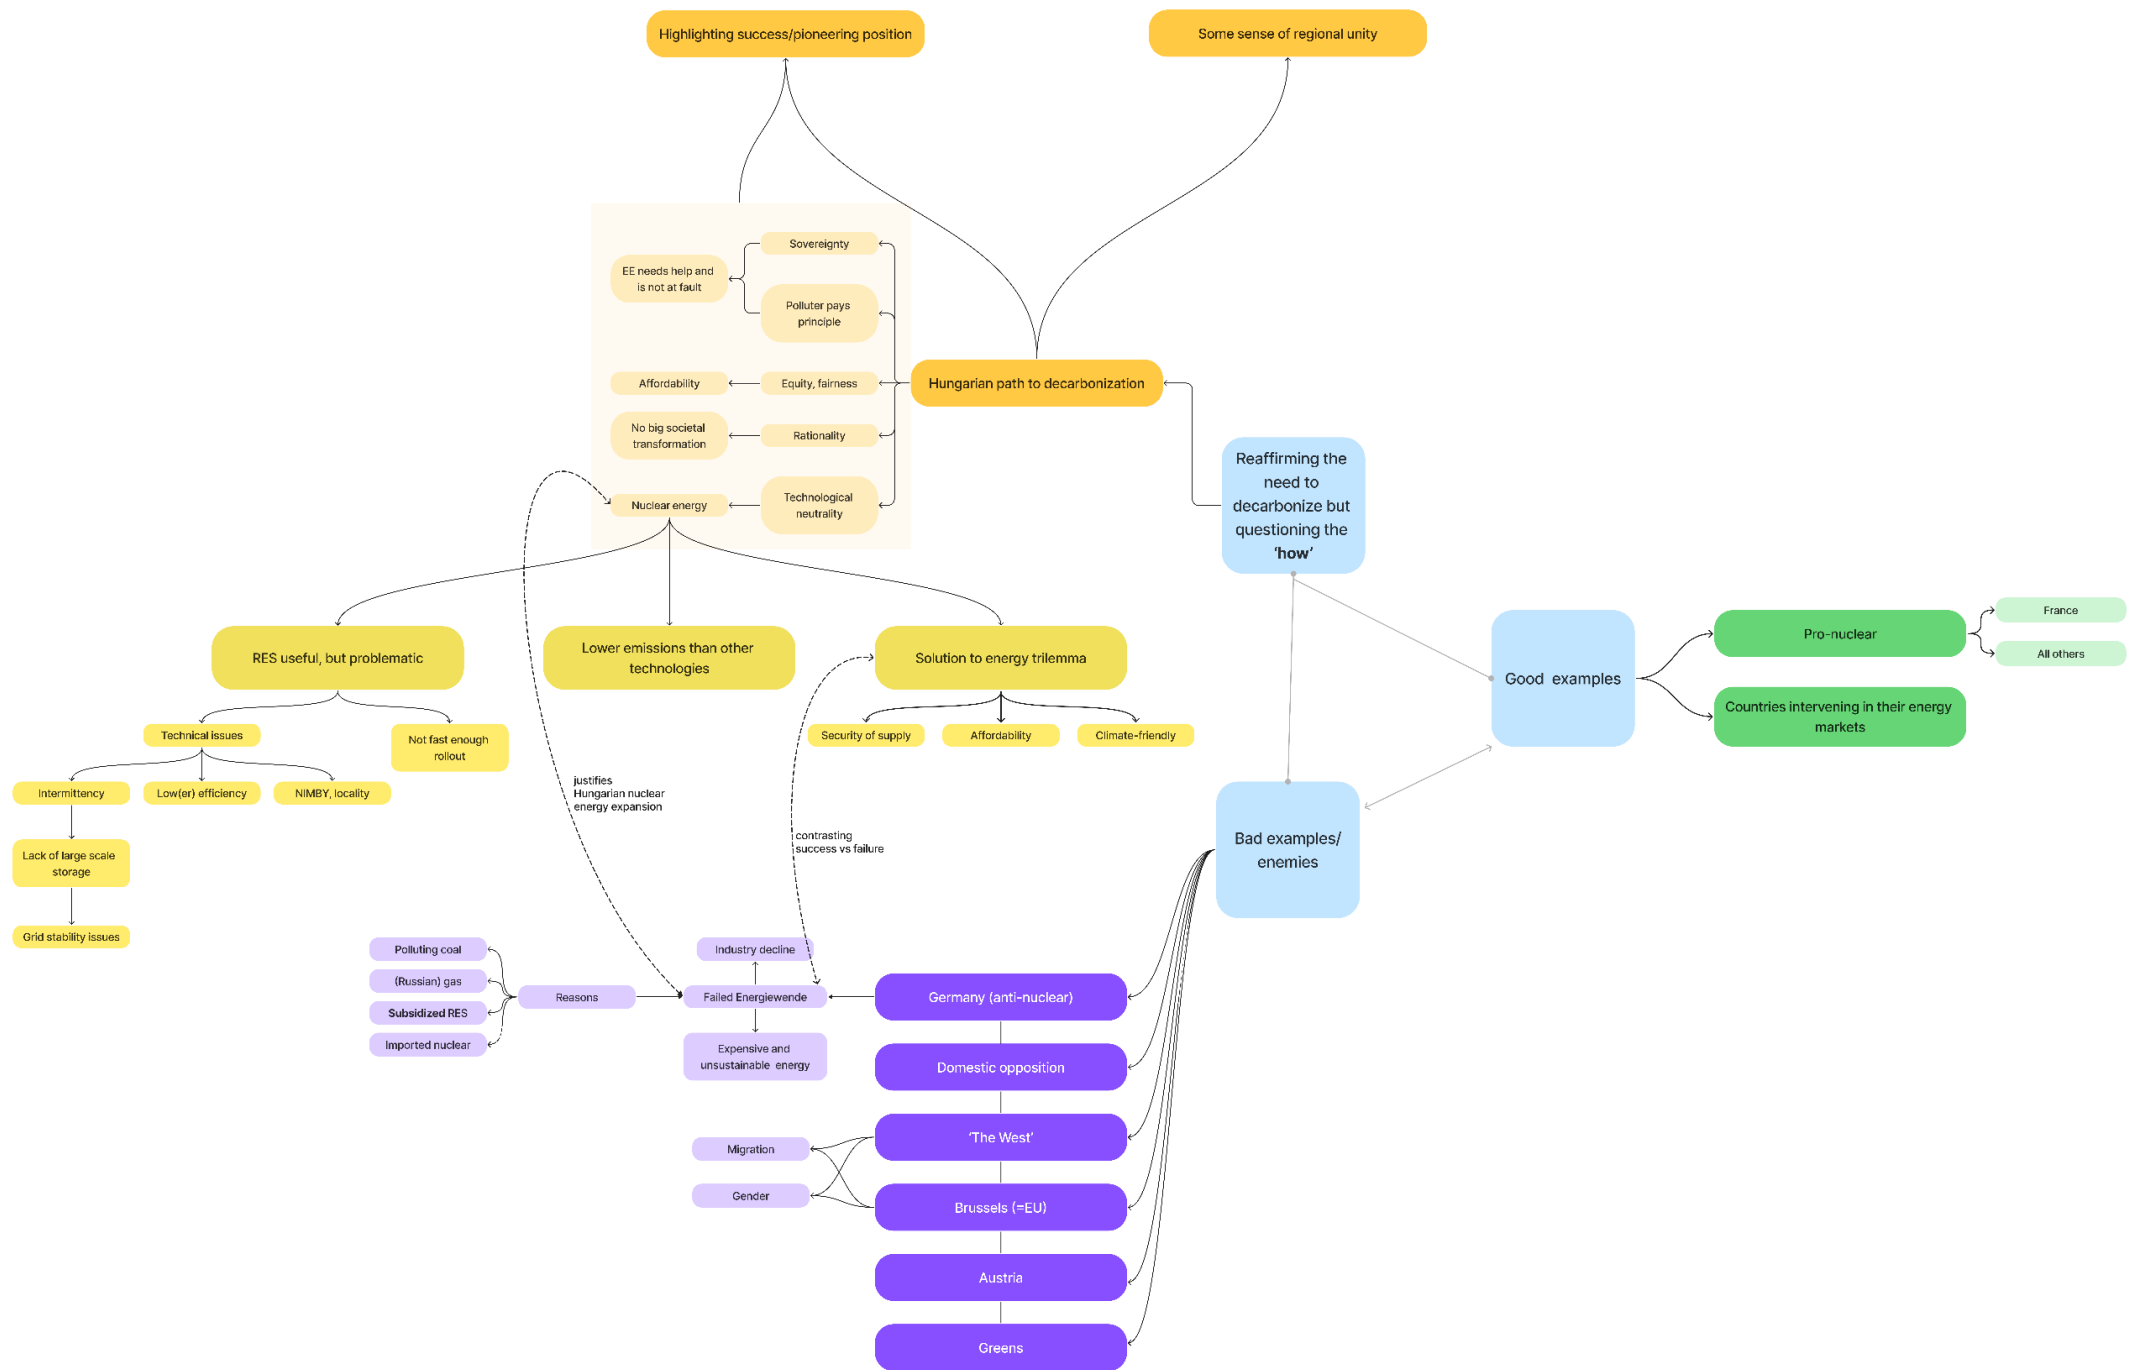 Highlighting success/pioneering position
Some sense of regional unity
Sovereignty
EE needs help and
is not at fault
Polluter pays
principle
Hungarian path to decarbonization
Affordability
Equity, fairness
No big societal
transformation
Rationality
Nuclear energy
Technological
neutrality
Reaffirming the
need to
decarbonize but
questioning the
‘how’
RES useful, but problematic
Lower emissions than other
technologies
Solution to energy trilemma
Good examples
Pro-nuclear
France
All others
Countries intervening in their energy
markets
Technical issues
Not fast enough
rollout
Security of supply
Affordability
Climate-friendly
Intermittency
Low(er) efficiency
NIMBY, locality
justifies
Hungarian nuclear
energy expansion
contrasting
success vs failure
Bad examples/
enemies
Lack of large scale
storage
Grid stability issues
Polluting coal
(Russian) gas
Subsidized RES
Imported nuclear
Reasons
Industry decline
Failed Energiewende
Expensive and
unsustainable energy
Germany (anti-nuclear)
Domestic opposition
‘The West’
Migration
Gender
Brussels (=EU)
Austria
Greens